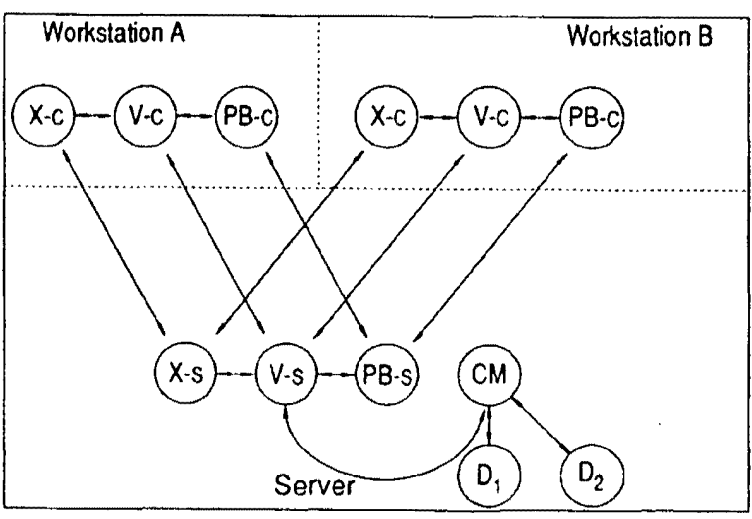 Workstation A
Workstation B
X-c V-c PB-c X-c V-c PB-c
X-s V-s PB-s CM
Server D₁ D₂